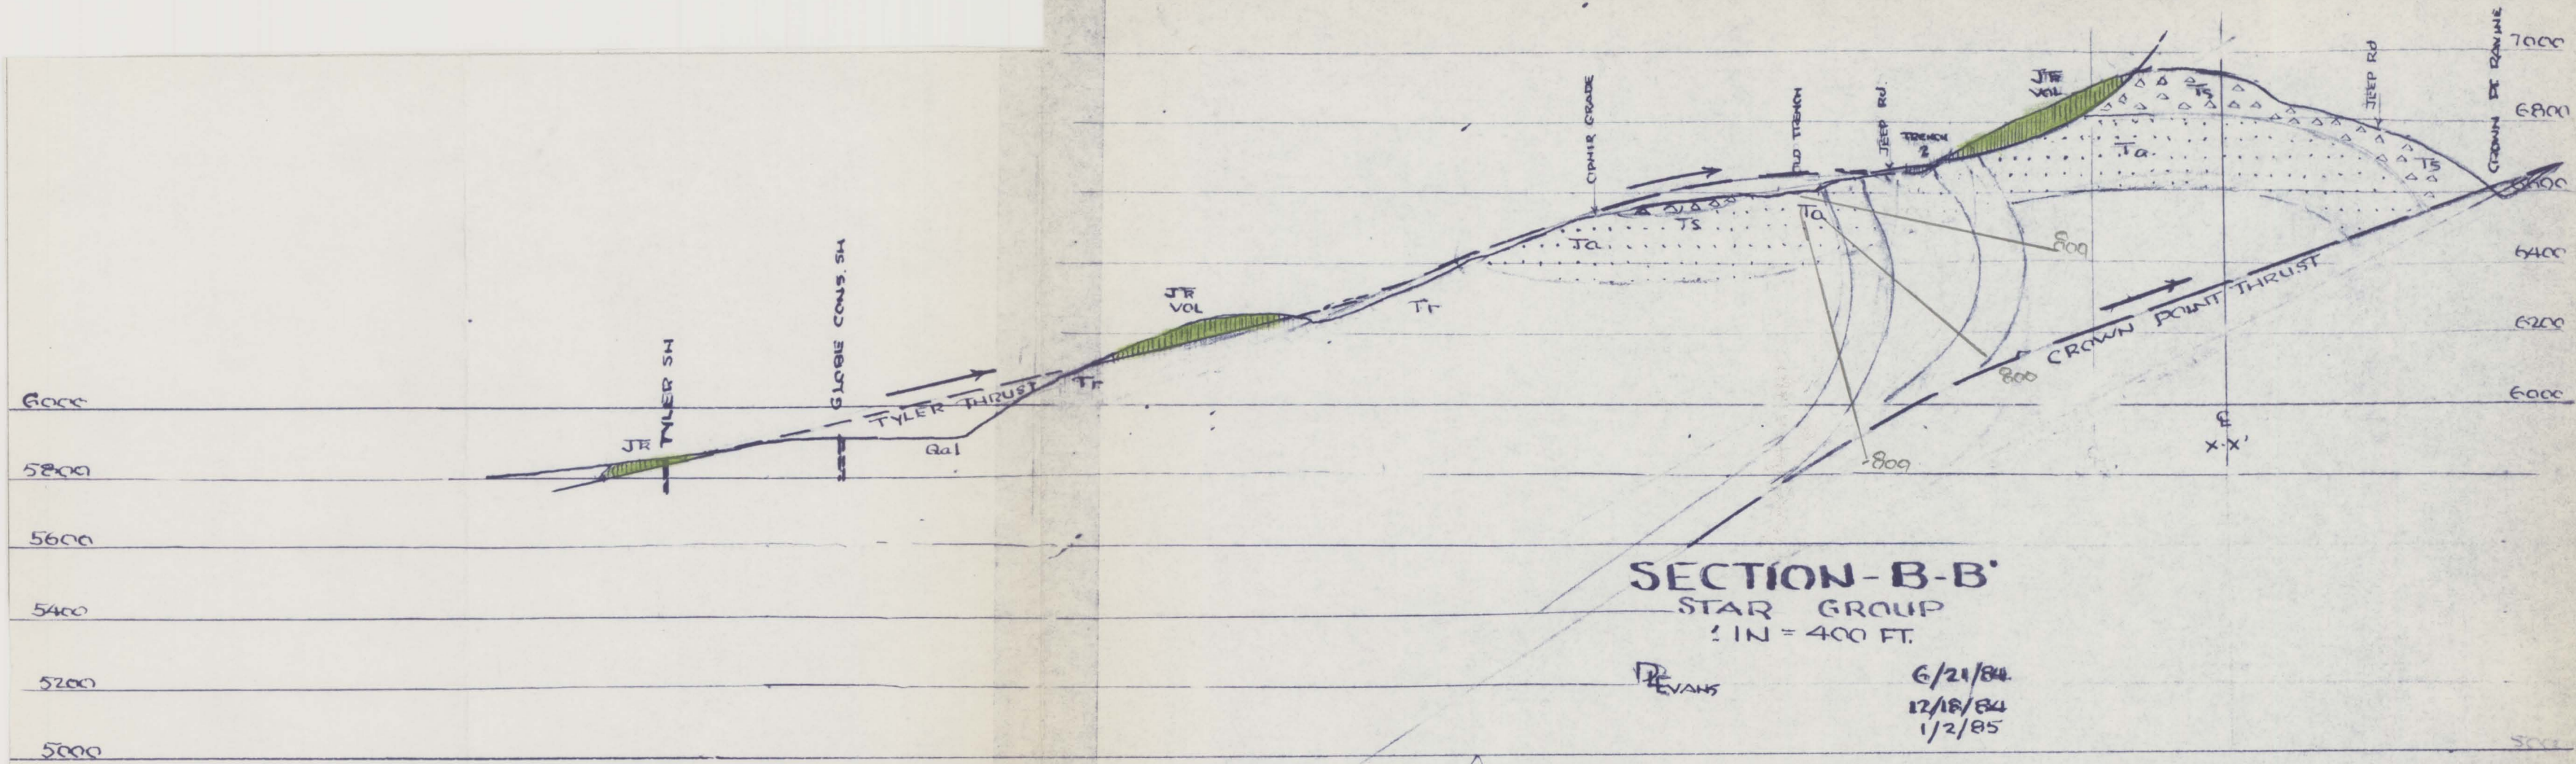 7000
6800
6600
6400
6200
6000
6000
5800
5600
5400
5200
5000
TYLER SH
GLOBE CONS. SH
OPHIR GRADE
OLD TRENCH
JEEP RD.
TRENCH
2
JEEP RD
CROWN PT RAVINE
JTR
TYLER THRUST
Qal
Tr
JTR
VOL
Tr
Ta
Ts
Ta
JTR
VOL
Ts
Ta
Ts
800
800
800
CROWN POINT THRUST
℄
X-X'
SECTION-B-B'
STAR GROUP
1 IN = 400 FT.
DLEVANS
6/21/84
12/18/84
1/2/85